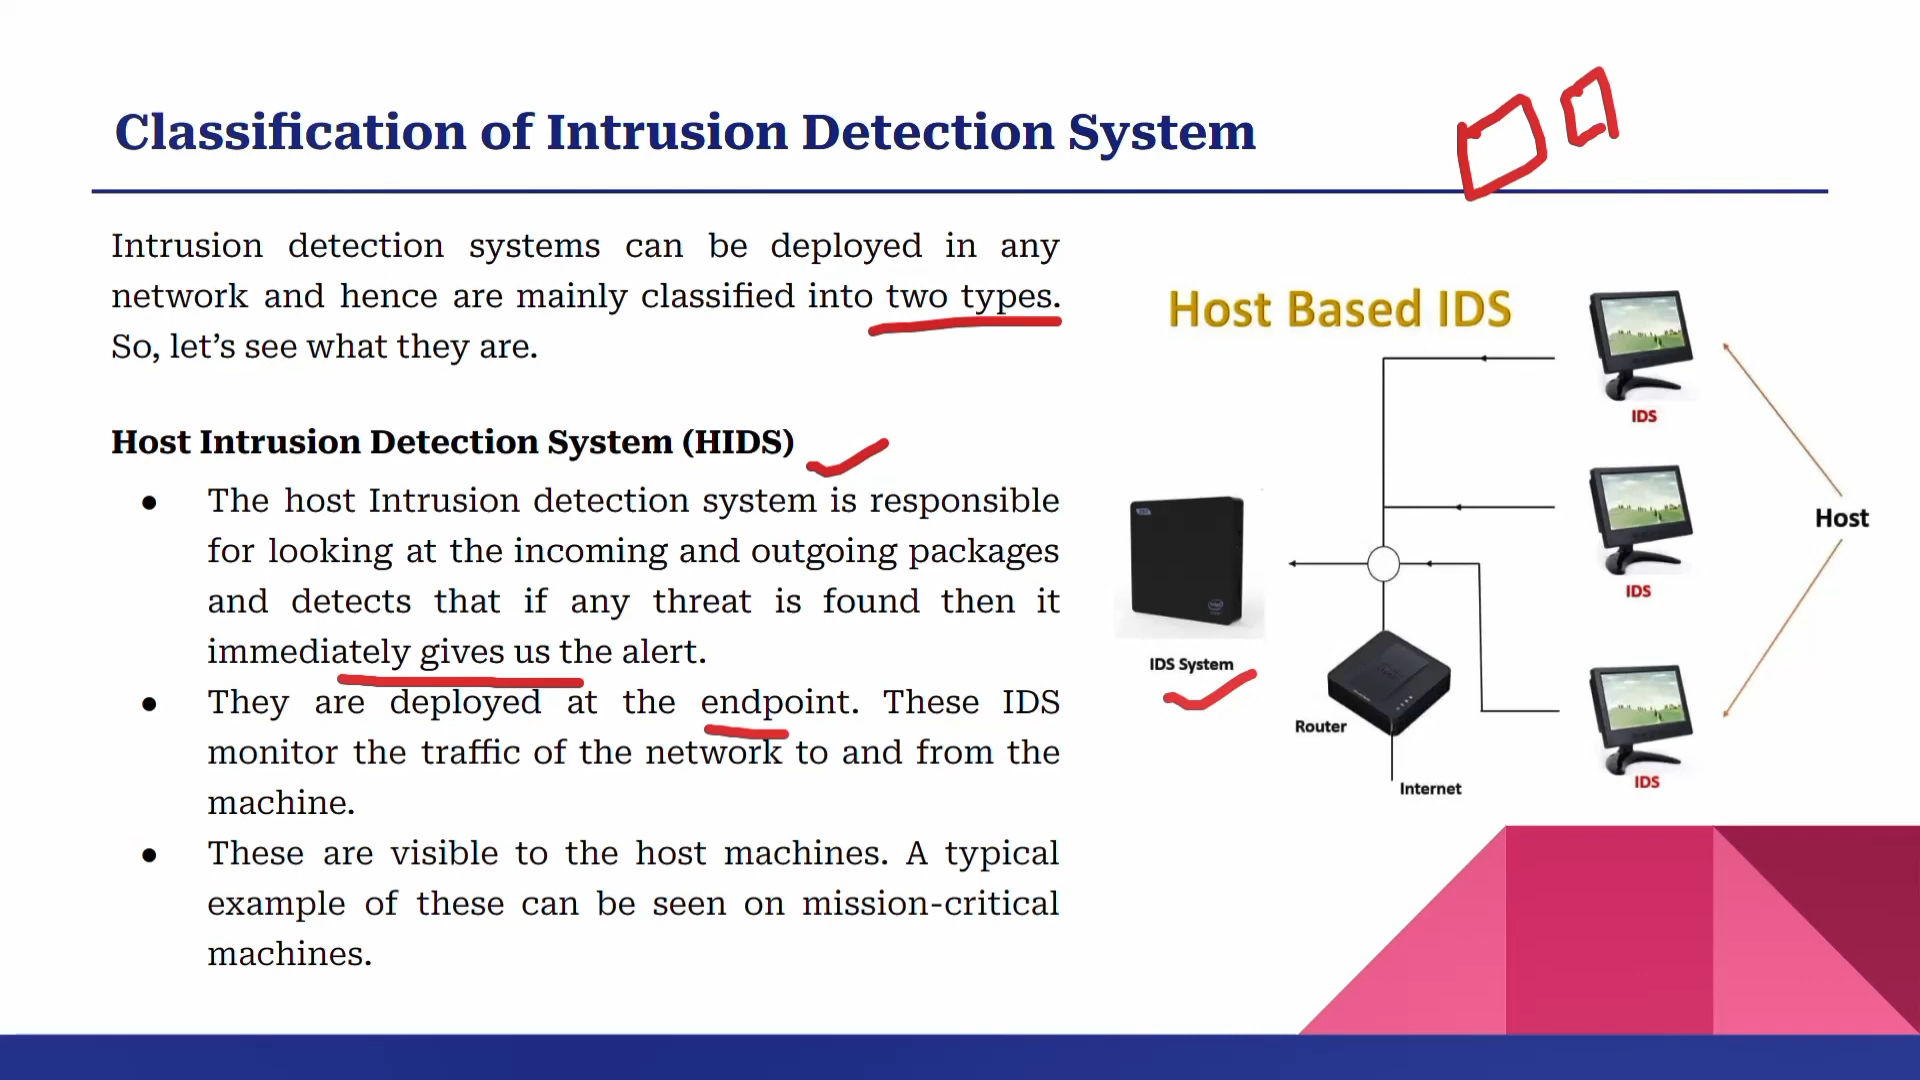 Classification of Intrusion Detection System
Intrusion detection systems can be deployed in any
network and hence are mainly classified into two types.
So, let’s see what they are.
Host Intrusion Detection System (HIDS)
● The host Intrusion detection system is responsible
for looking at the incoming and outgoing packages
and detects that if any threat is found then it
immediately gives us the alert.
● They are deployed at the endpoint. These IDS
monitor the traffic of the network to and from the
machine.
● These are visible to the host machines. A typical
example of these can be seen on mission-critical
machines.
Host Based IDS
IDS
IDS
Host
IDS System
Router
IDS
Internet